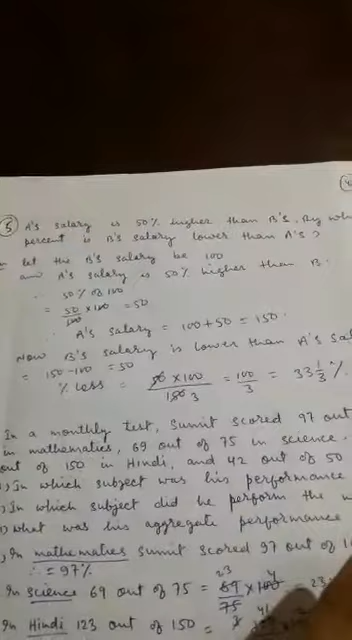 (5) A's salary is 50% higher than B's. By
percent is B's salary lower than A's?
let the B's salary be 100
and A's salary is 50% higher than B.
∴ 50% of 100
= 50/100 × 100 = 50
∴ A's salary = 100 + 50 = 150.
Now B's salary is lower than A's
= 150 - 100 = 50
% less = 50 × 100 / 150 3 = 100/3 = 33 1/3 %.
In a monthly test, Sumit scored 97 out
in mathematics, 69 out of 75 in science.
out of 150 in Hindi, and 42 out of 50
In which subject was his performance
In which subject did he perform the
What was his aggregate performance
In mathematics Sumit scored 97 out of
∴ = 97%
In Science 69 out of 75 = 23 69/75 × 100 4 =
In Hindi 123 out of 150 =